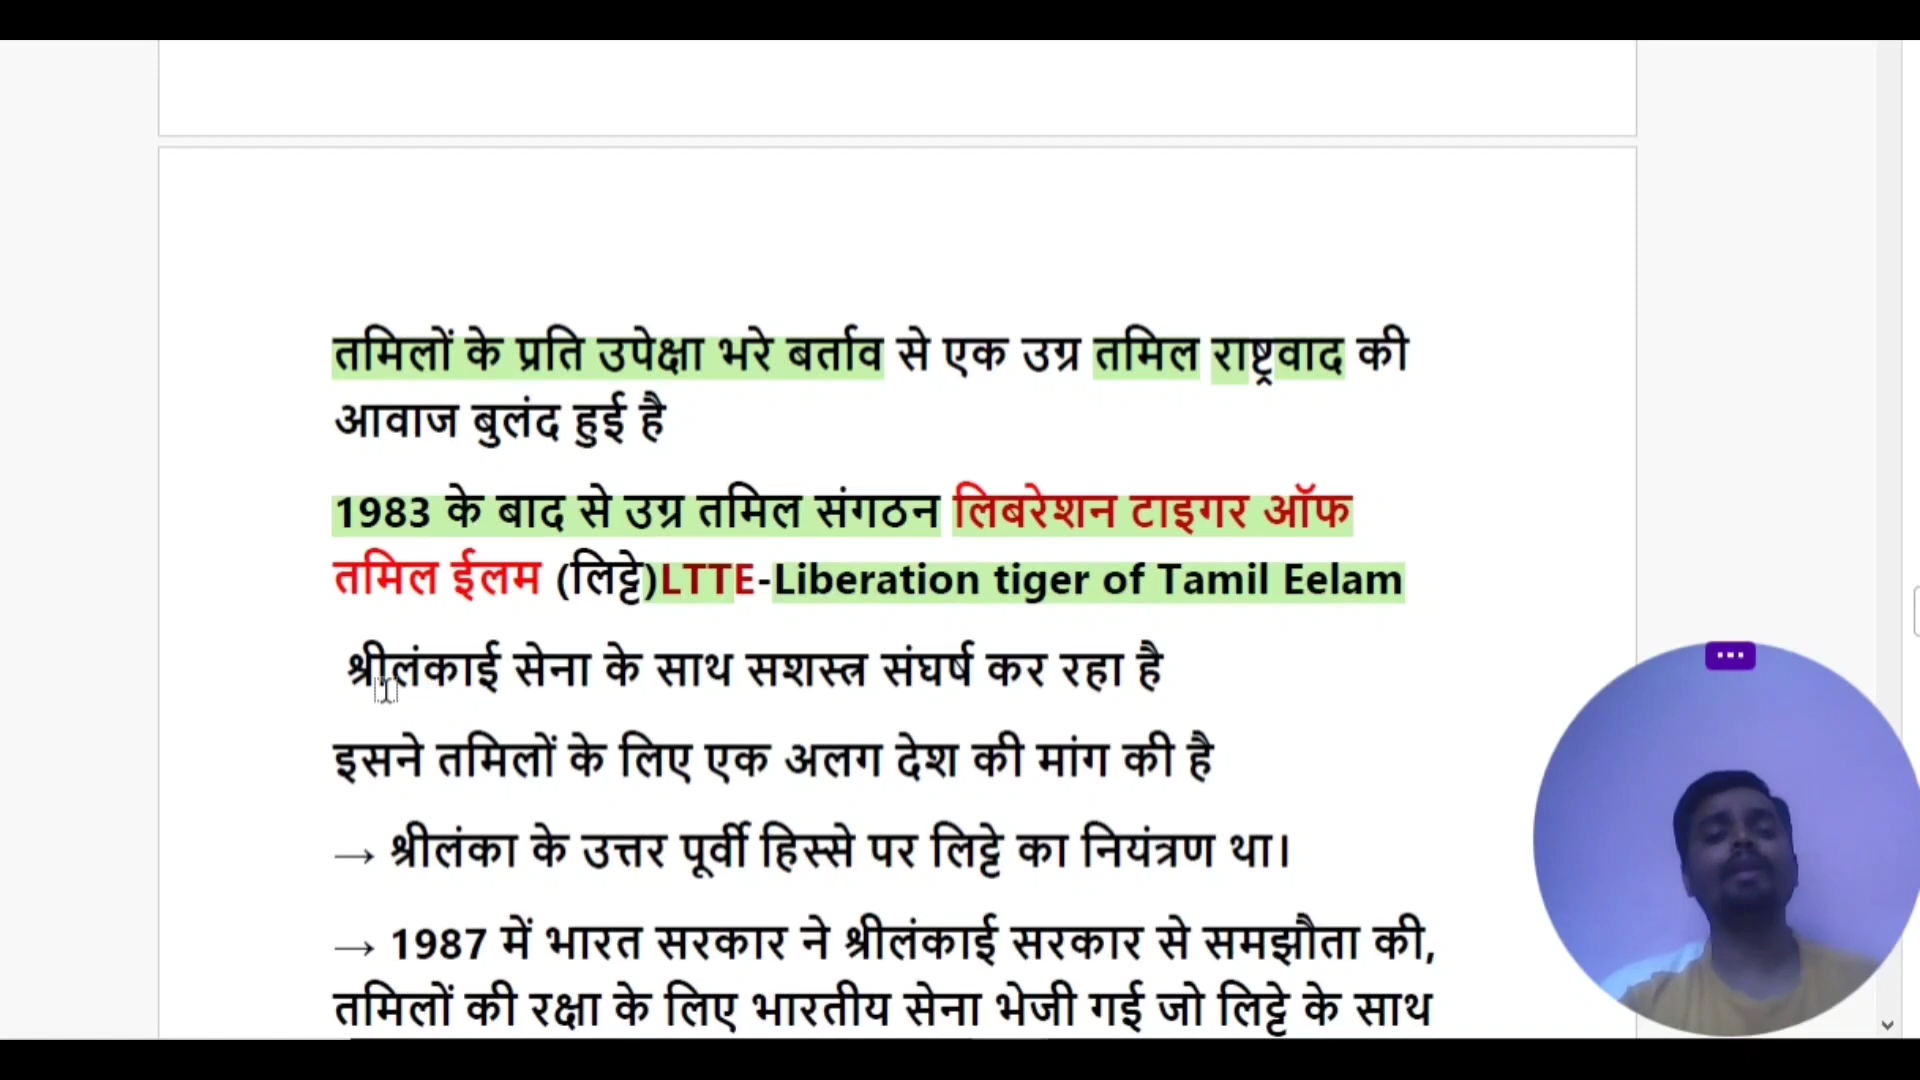 तमिलों के प्रति उपेक्षा भरे बर्ताव से एक उग्र तमिल राष्ट्रवाद की
आवाज बुलंद हुई है
1983 के बाद से उग्र तमिल संगठन लिबरेशन टाइगर ऑफ
तमिल ईलम (लिट्टे)LTTE-Liberation tiger of Tamil Eelam
श्रीलंकाई सेना के साथ सशस्त्र संघर्ष कर रहा है
इसने तमिलों के लिए एक अलग देश की मांग की है
→ श्रीलंका के उत्तर पूर्वी हिस्से पर लिट्टे का नियंत्रण था।
→ 1987 में भारत सरकार ने श्रीलंकाई सरकार से समझौता की,
तमिलों की रक्षा के लिए भारतीय सेना भेजी गई जो लिट्टे के साथ